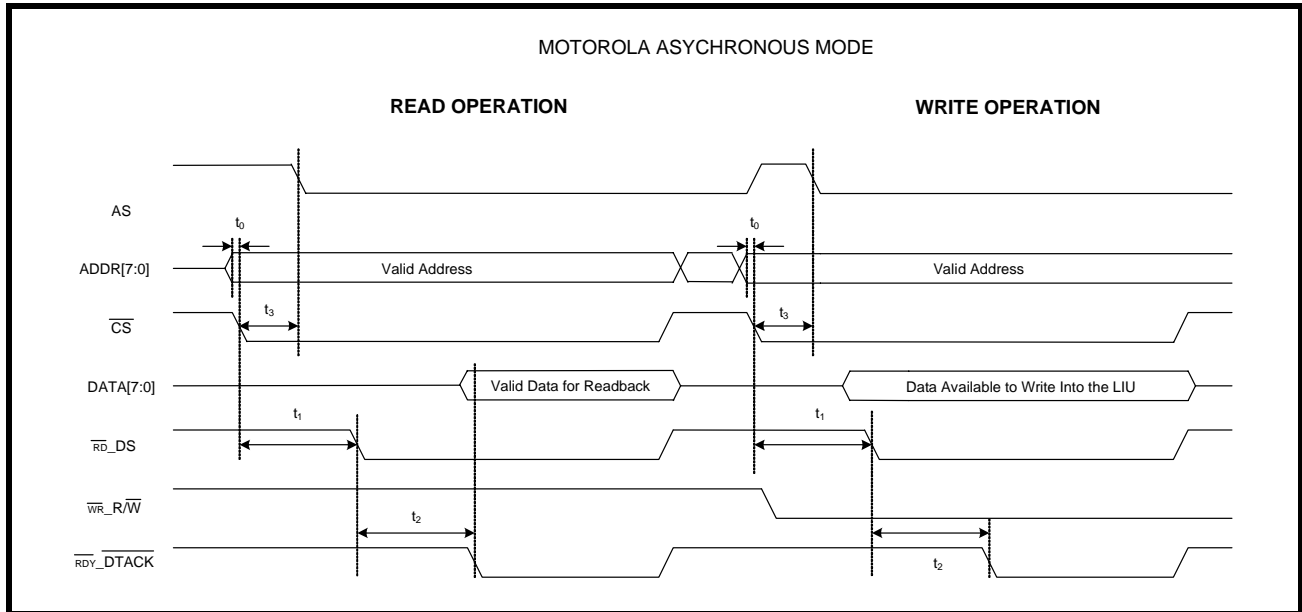 MOTOROLA ASYCHRONOUS MODE
READ OPERATION
WRITE OPERATION
AS
t0
t0
ADDR[7:0]
Valid Address
Valid Address
CS
t3
t3
DATA[7:0]
Valid Data for Readback
Data Available to Write Into the LIU
t1
t1
RD_DS
WR_R/W
t2
RDY_DTACK
t2